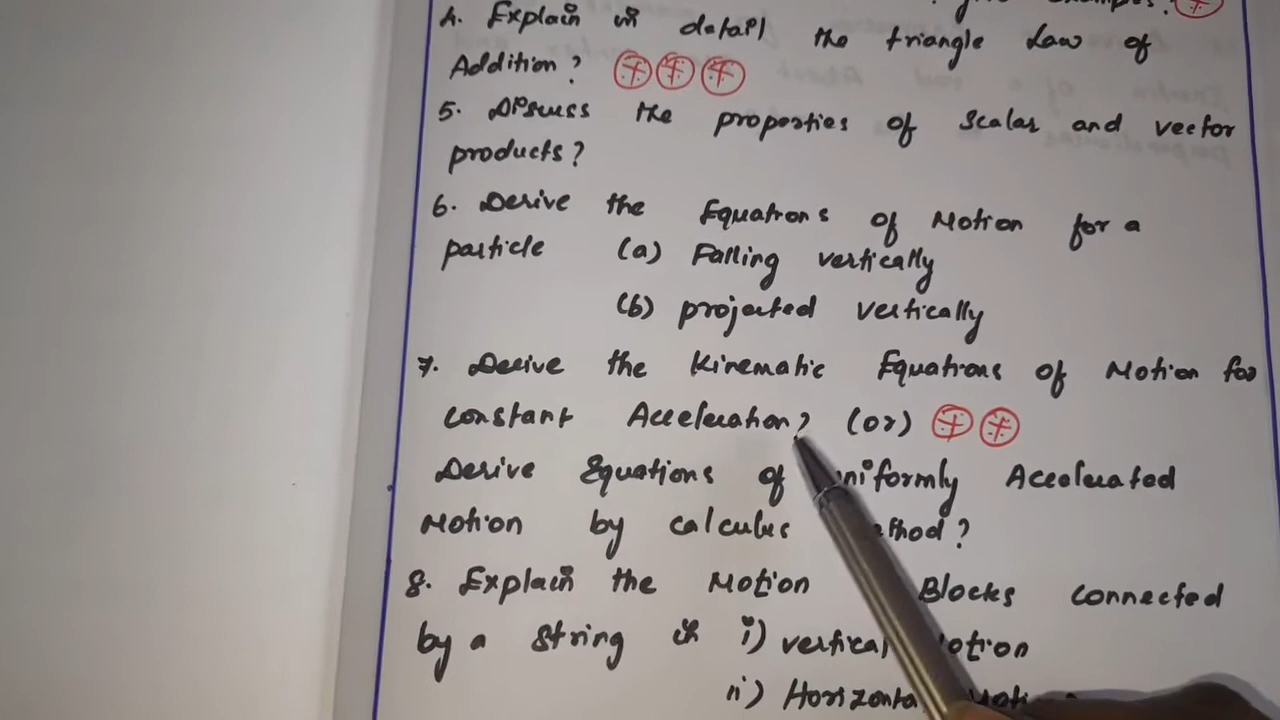 4. Explain in detail the triangle Law of
Addition?
5. Discuss the properties of scalar and vector
products?
6. Derive the Equations of Motion for a
particle (a) Falling vertically
(b) projected vertically
7. Derive the Kinematic Equations of Motion for
constant Acceleration? (or)
Derive Equations of uniformly Accelerated
Motion by calculus method?
8. Explain the Motion Blocks connected
by a string in i) vertical Motion
ii) Horizontal Motion